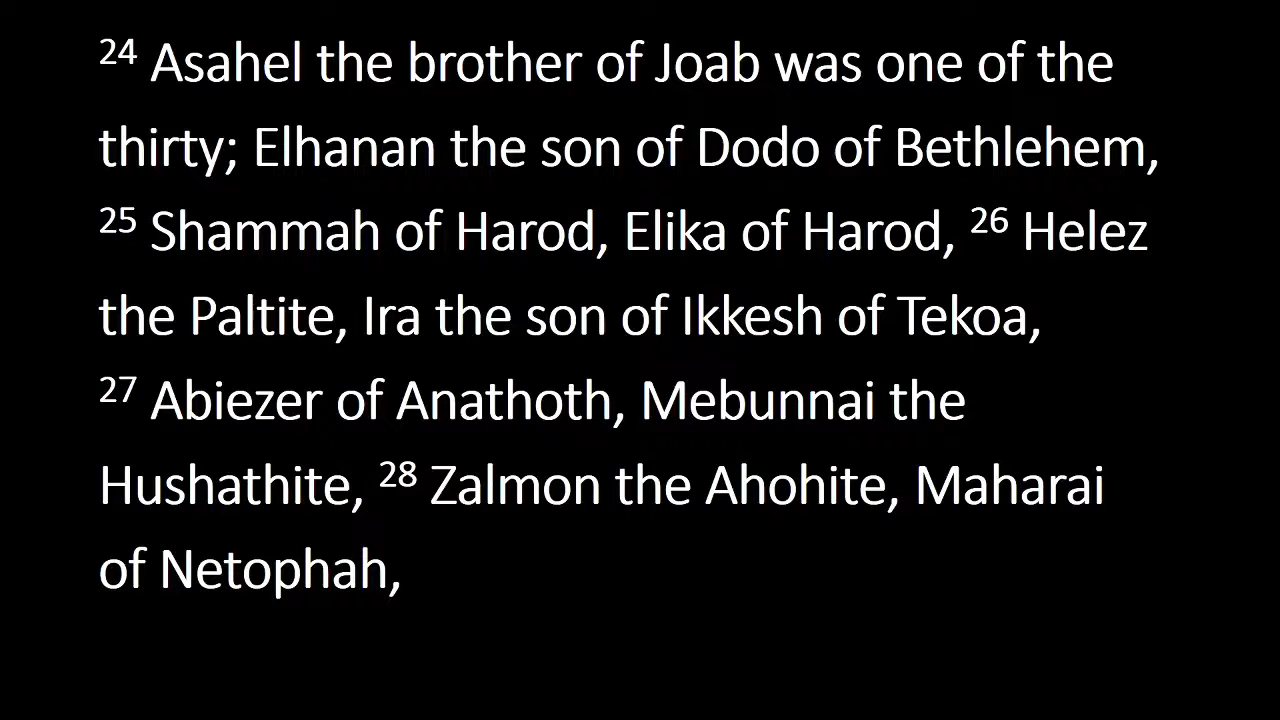 24 Asahel the brother of Joab was one of the
thirty; Elhanan the son of Dodo of Bethlehem,
25 Shammah of Harod, Elika of Harod, 26 Helez
the Paltite, Ira the son of Ikkesh of Tekoa,
27 Abiezer of Anathoth, Mebunnai the
Hushathite, 28 Zalmon the Ahohite, Maharai
of Netophah,